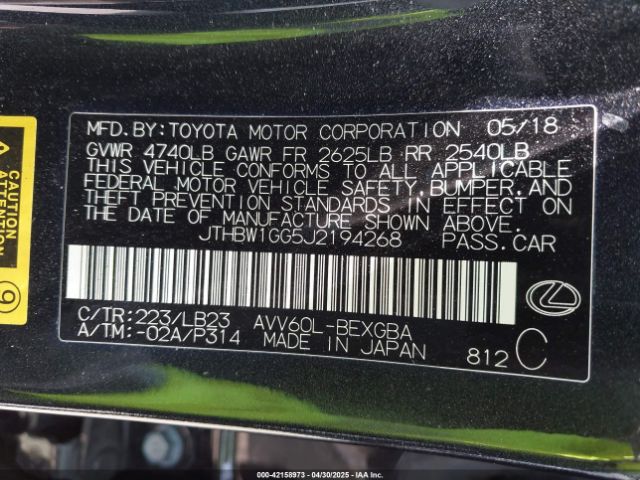 MFD.BY:TOYOTA MOTOR CORPORATION 05/18
GVWR 4740LB GAWR FR 2625LB RR 2540LB
THIS VEHICLE CONFORMS TO ALL APPLICABLE
FEDERAL MOTOR VEHICLE SAFETY, BUMPER, AND
THEFT PREVENTION STANDARDS IN EFFECT ON
THE DATE OF MANUFACTURE SHOWN ABOVE.
JTHBW1GG5J2194268 PASS.CAR
C/TR:223/LB23 AVV60L-BEXGBA
A/TM:-02A/P314 MADE IN JAPAN 812 C
CAUTION
ATTENTION
9
000-42158973 - 04/30/2025 - IAAI.COM